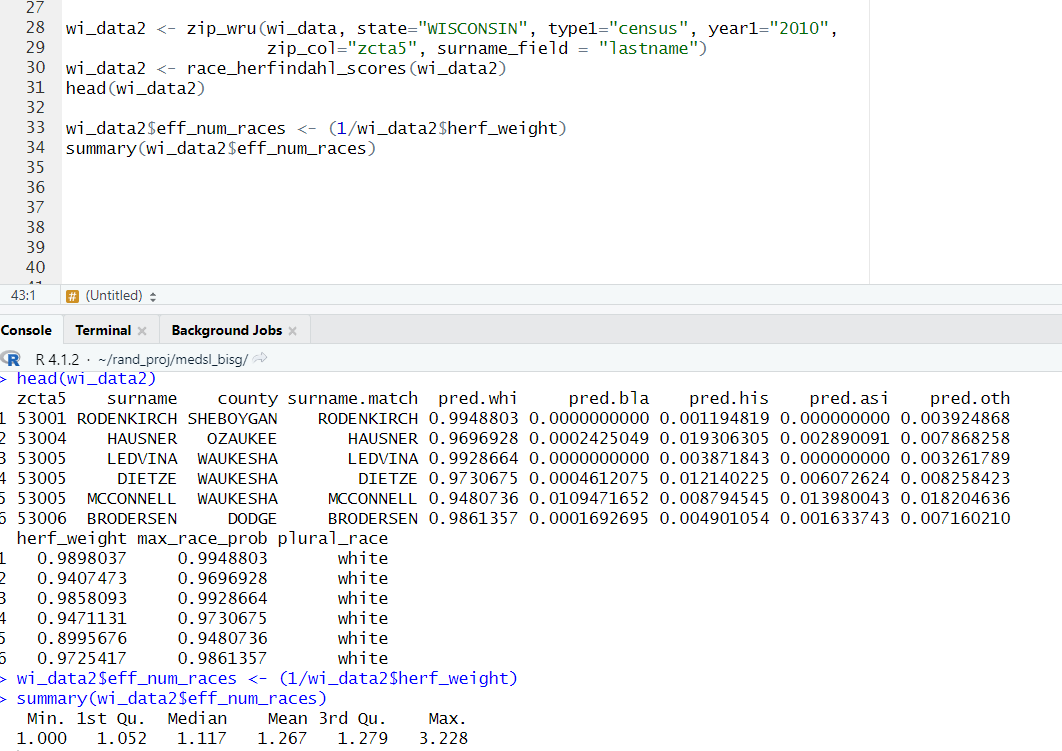 27
28 wi_data2 <- zip_wru(wi_data, state="WISCONSIN", type1="census", year1="2010",
29 zip_col="zcta5", surname_field = "lastname")
30 wi_data2 <- race_herfindahl_scores(wi_data2)
31 head(wi_data2)
32
33 wi_data2$eff_num_races <- (1/wi_data2$herf_weight)
34 summary(wi_data2$eff_num_races)
35
36
37
38
39
40
43:1 # (Untitled)
Console Terminal Background Jobs
R R 4.1.2 · ~/rand_proj/medsl_bisg/
> head(wi_data2)
zcta5 surname county surname.match pred.whi pred.bla pred.his pred.asi pred.oth
1 53001 RODENKIRCH SHEBOYGAN RODENKIRCH 0.9948803 0.0000000000 0.001194819 0.000000000 0.003924868
2 53004 HAUSNER OZAUKEE HAUSNER 0.9696928 0.0002425049 0.019306305 0.002890091 0.007868258
3 53005 LEDVINA WAUKESHA LEDVINA 0.9928664 0.0000000000 0.003871843 0.000000000 0.003261789
4 53005 DIETZE WAUKESHA DIETZE 0.9730675 0.0004612075 0.012140225 0.006072624 0.008258423
5 53005 MCCONNELL WAUKESHA MCCONNELL 0.9480736 0.0109471652 0.008794545 0.013980043 0.018204636
6 53006 BRODERSEN DODGE BRODERSEN 0.9861357 0.0001692695 0.004901054 0.001633743 0.007160210
herf_weight max_race_prob plural_race
1 0.9898037 0.9948803 white
2 0.9407473 0.9696928 white
3 0.9858093 0.9928664 white
4 0.9471131 0.9730675 white
5 0.8995676 0.9480736 white
6 0.9725417 0.9861357 white
> wi_data2$eff_num_races <- (1/wi_data2$herf_weight)
> summary(wi_data2$eff_num_races)
Min. 1st Qu. Median Mean 3rd Qu. Max.
1.000 1.052 1.117 1.267 1.279 3.228